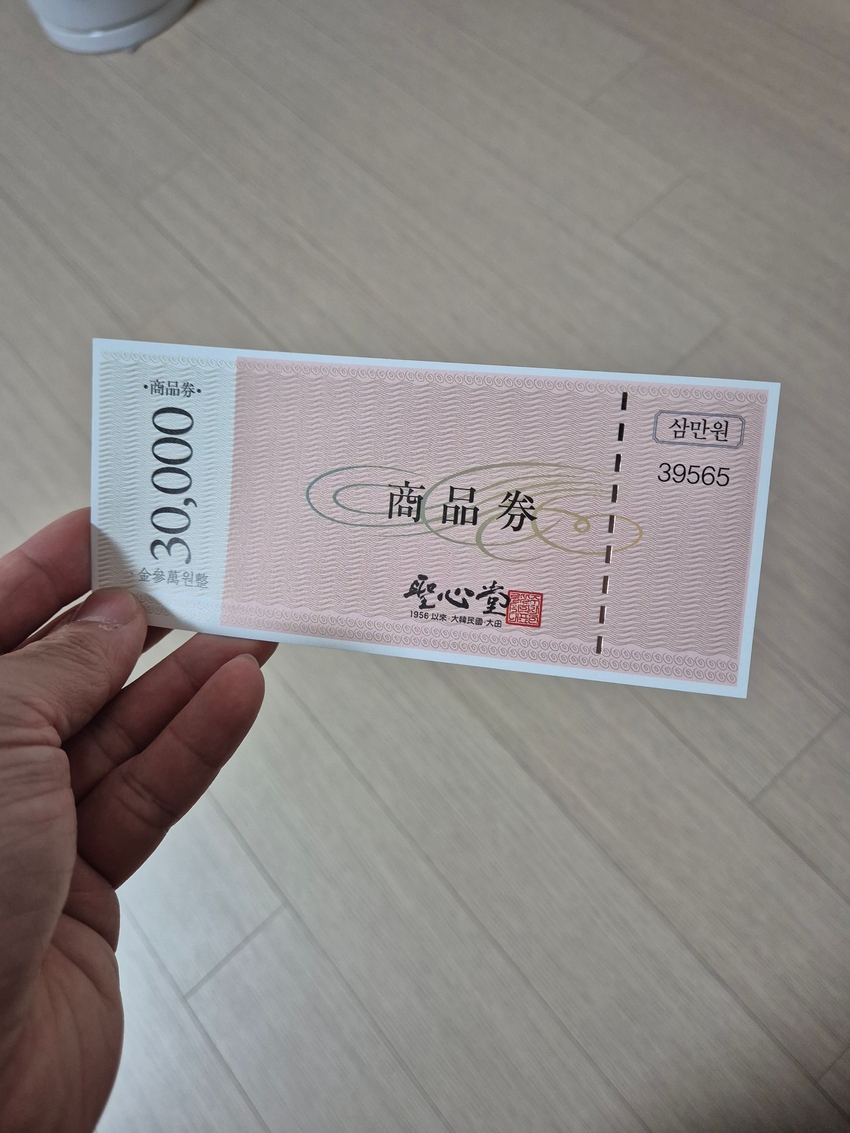 ·商品券·
30,000
金參萬원整
商品券
聖心堂
1956 以來·大韓民國·大田
삼만원
39565